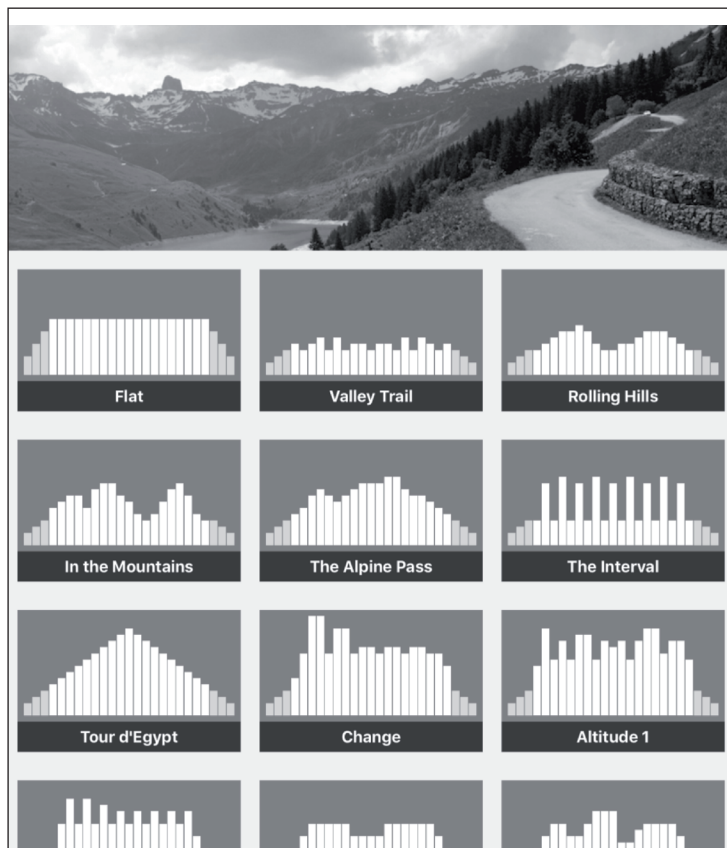 Flat
Valley Trail
Rolling Hills
In the Mountains
The Alpine Pass
The Interval
Tour d'Egypt
Change
Altitude 1